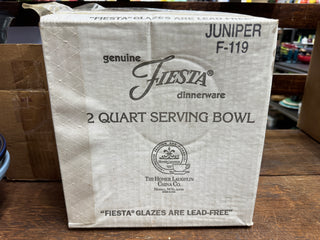 "FIESTA" GLAZES ARE LEAD-FREE"
JUNIPER
F-119
genuine
FIESTA®
dinnerware
2 QUART SERVING BOWL
THE HOMER LAUGHLIN
CHINA CO.
"FIESTA" GLAZES ARE LEAD-FREE"